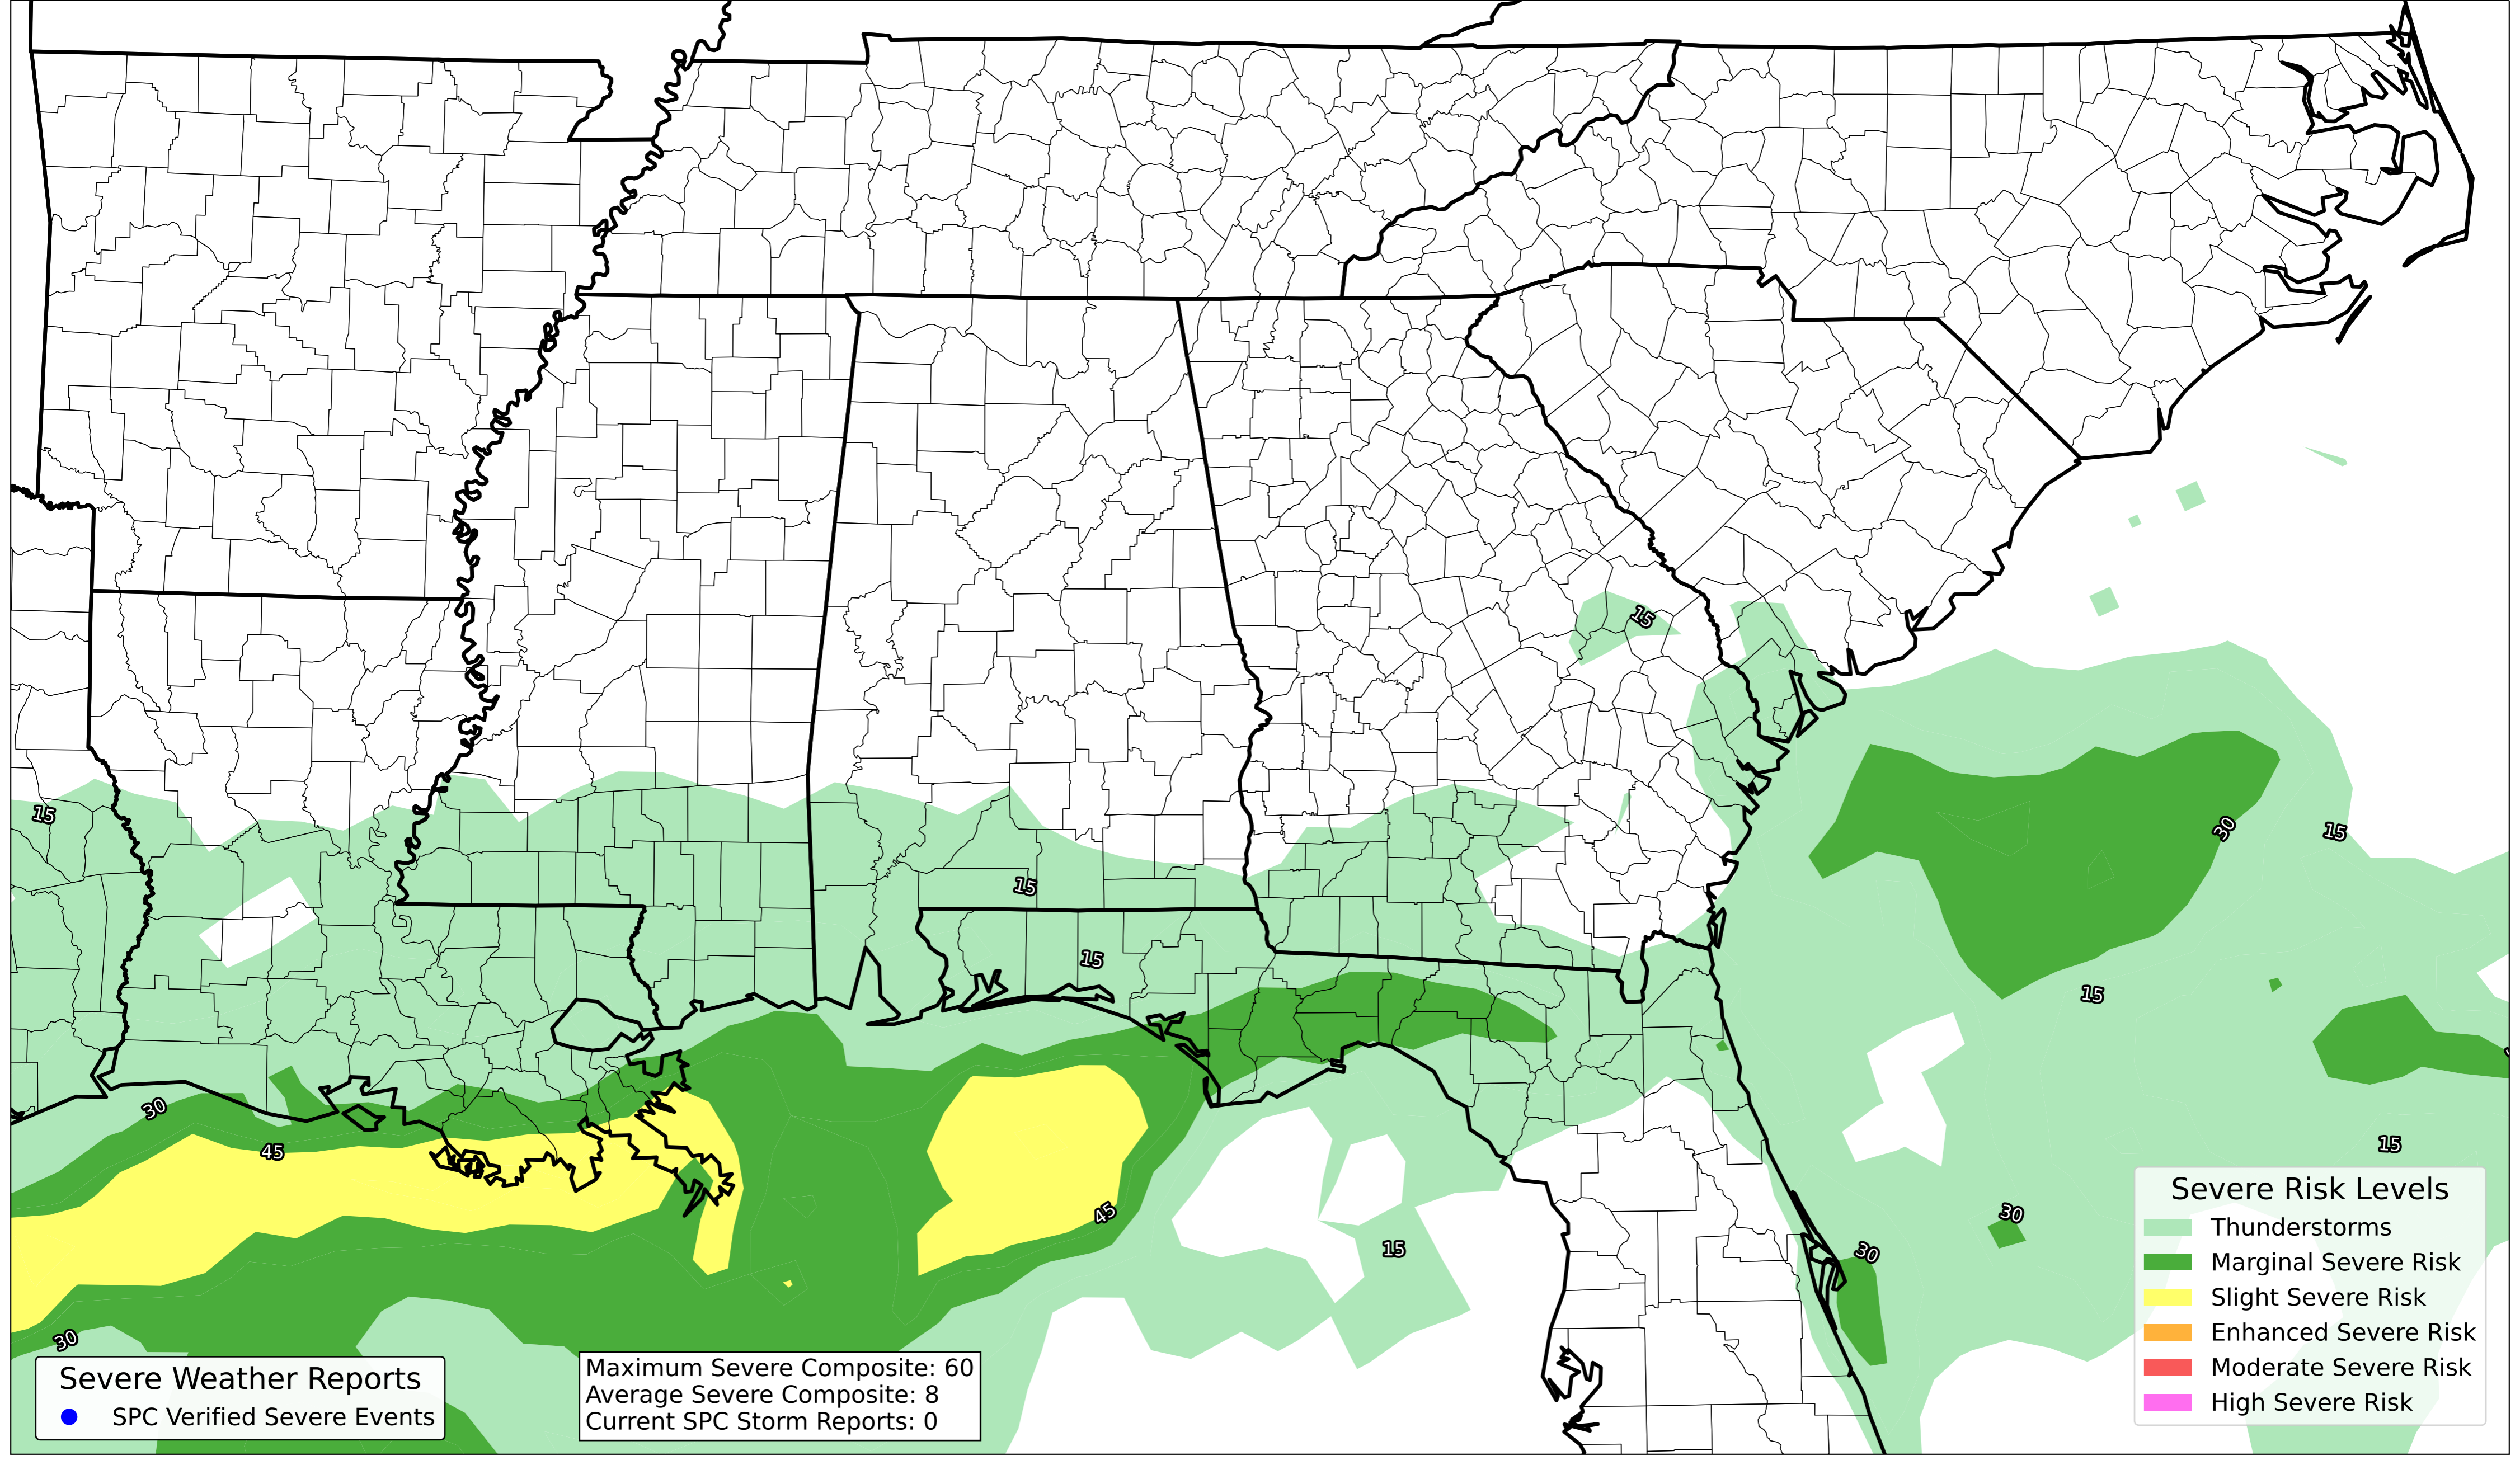 15
15
30
15
15
15
15
30
45
15
45
30
30
15
30
Severe Risk Levels
Thunderstorms
Marginal Severe Risk
Slight Severe Risk
Enhanced Severe Risk
Moderate Severe Risk
High Severe Risk
Severe Weather Reports
SPC Verified Severe Events
Maximum Severe Composite: 60
Average Severe Composite: 8
Current SPC Storm Reports: 0